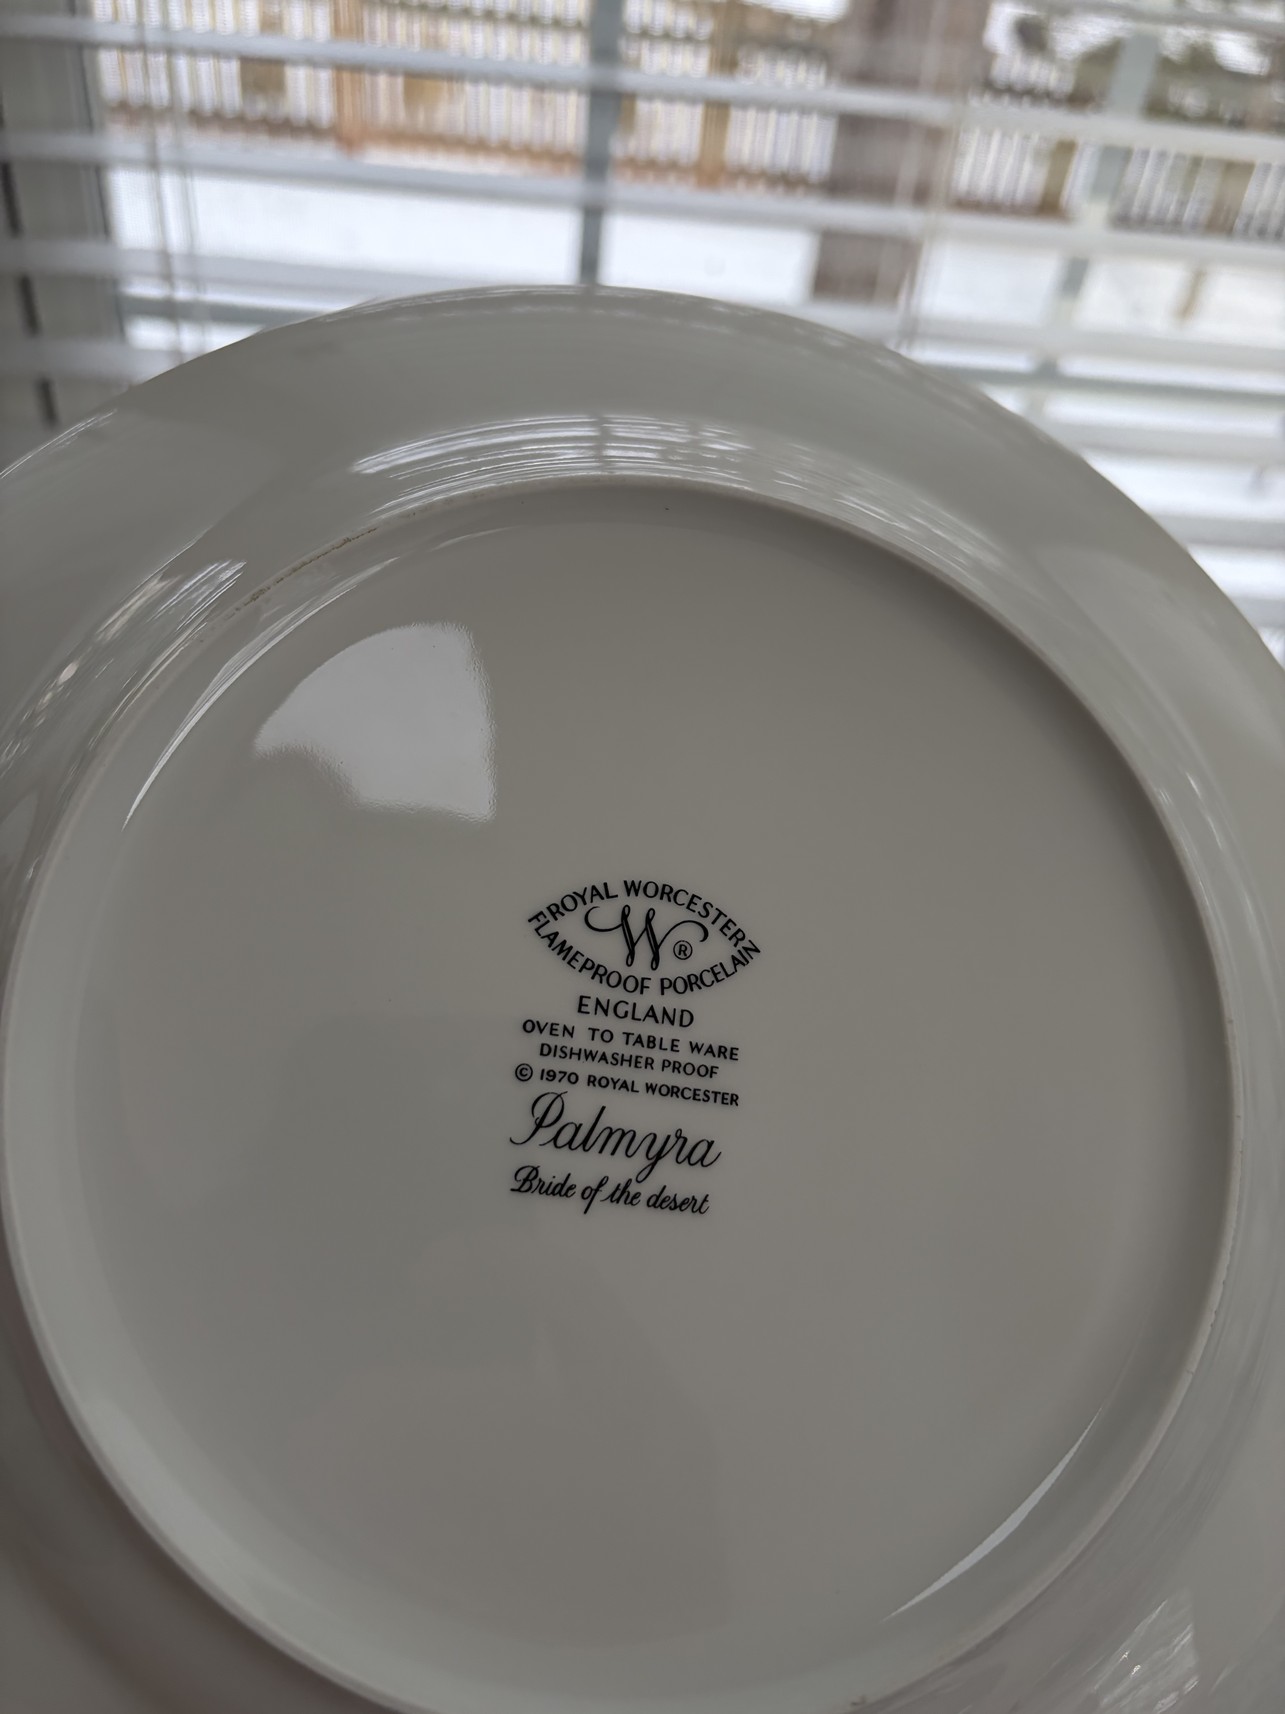 ROYAL WORCESTER
W®
FLAMEPROOF PORCELAIN
ENGLAND
OVEN TO TABLE WARE
DISHWASHER PROOF
© 1970 ROYAL WORCESTER
Palmyra
Bride of the desert